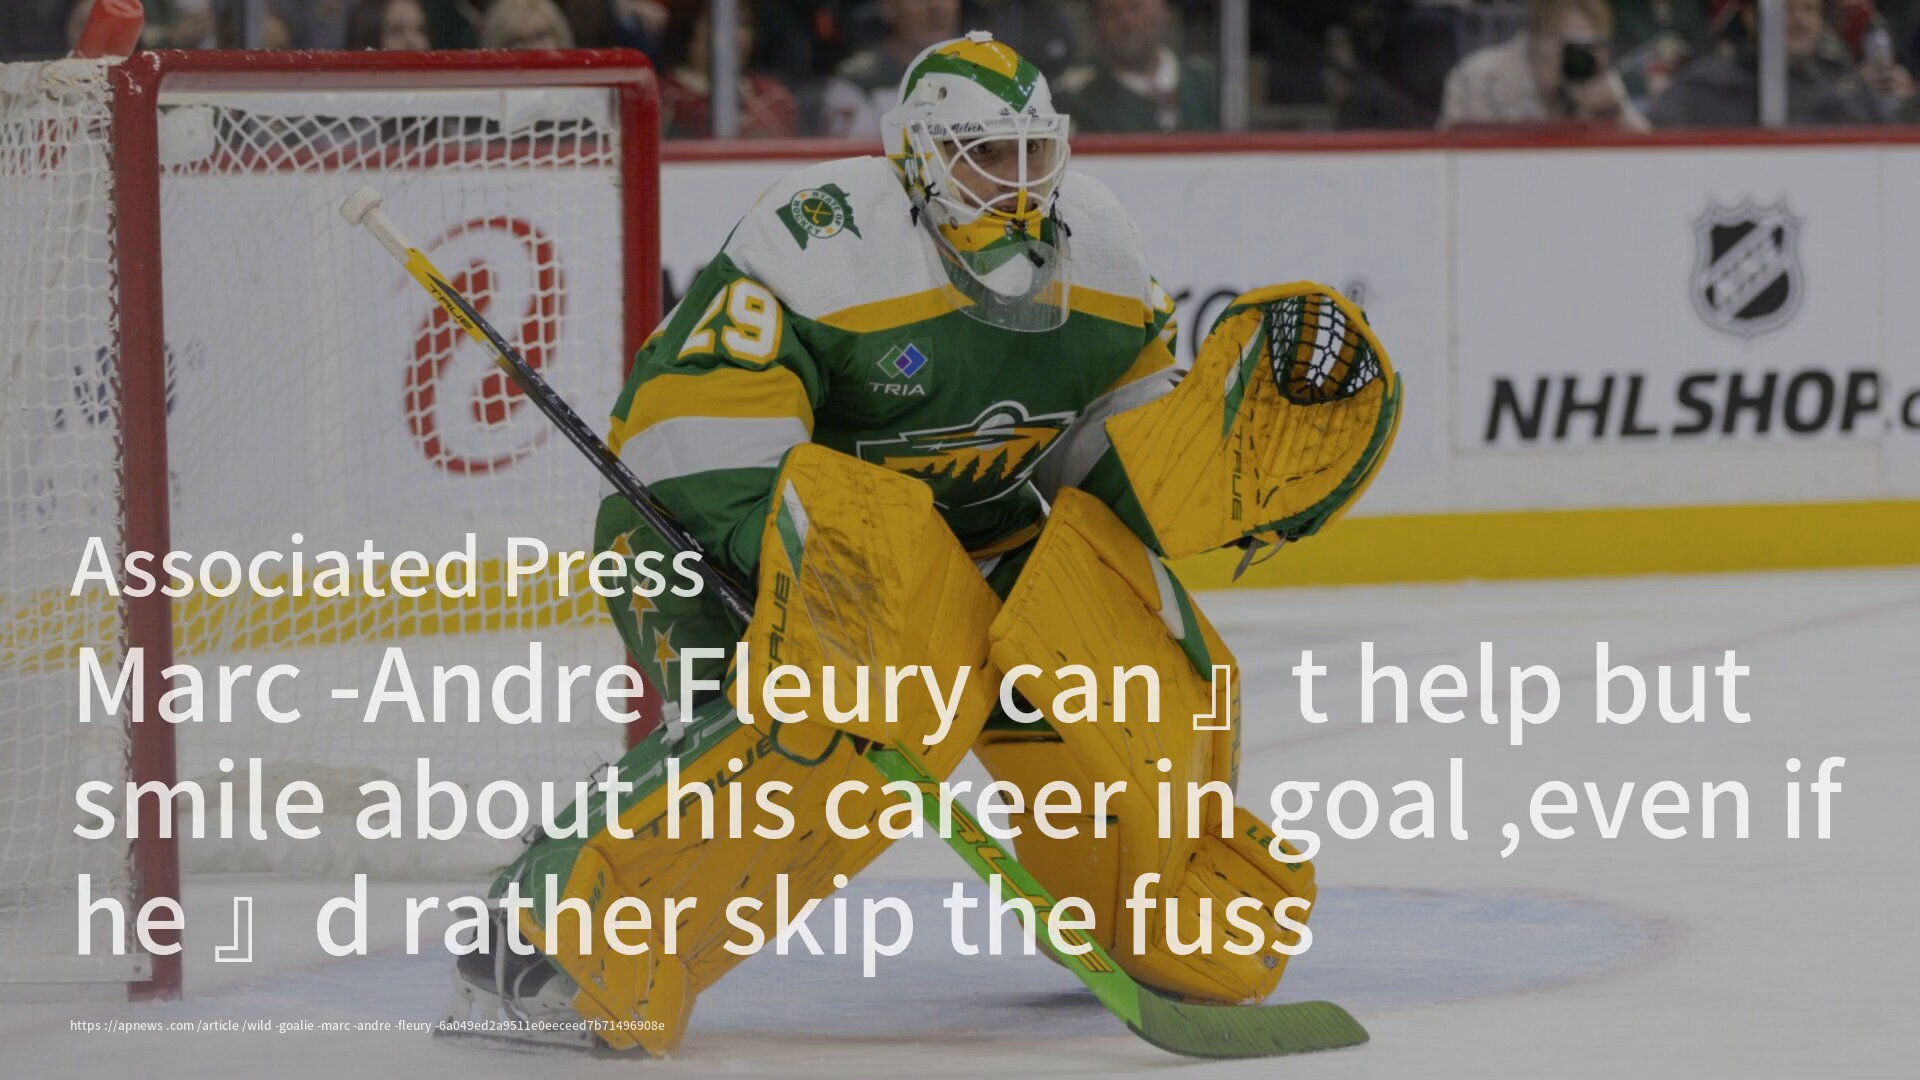 29
TRIA
TRUE
NHLSHOP.c
Associated Press
Marc -Andre Fleury can 』 t help but
smile about his career in goal ,even if
he 』 d rather skip the fuss
https ://apnews .com /article /wild -goalie -marc -andre -fleury -6a049ed2a9511e0eeceed7b71496908e